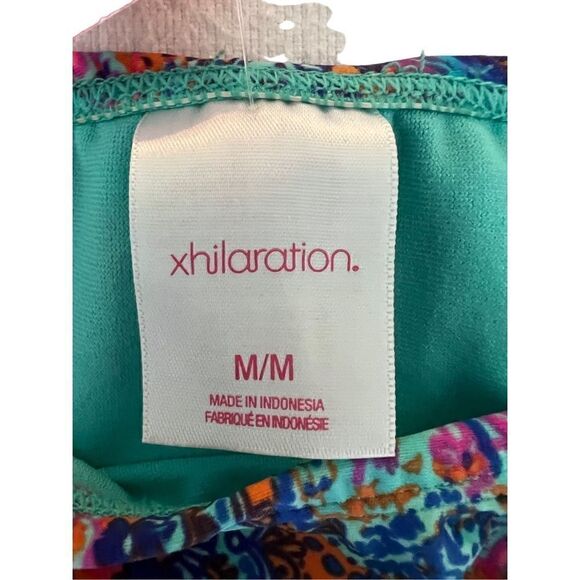 xhilaration.
M/M
MADE IN INDONESIA
FABRIQUÉ EN INDONÉSIE